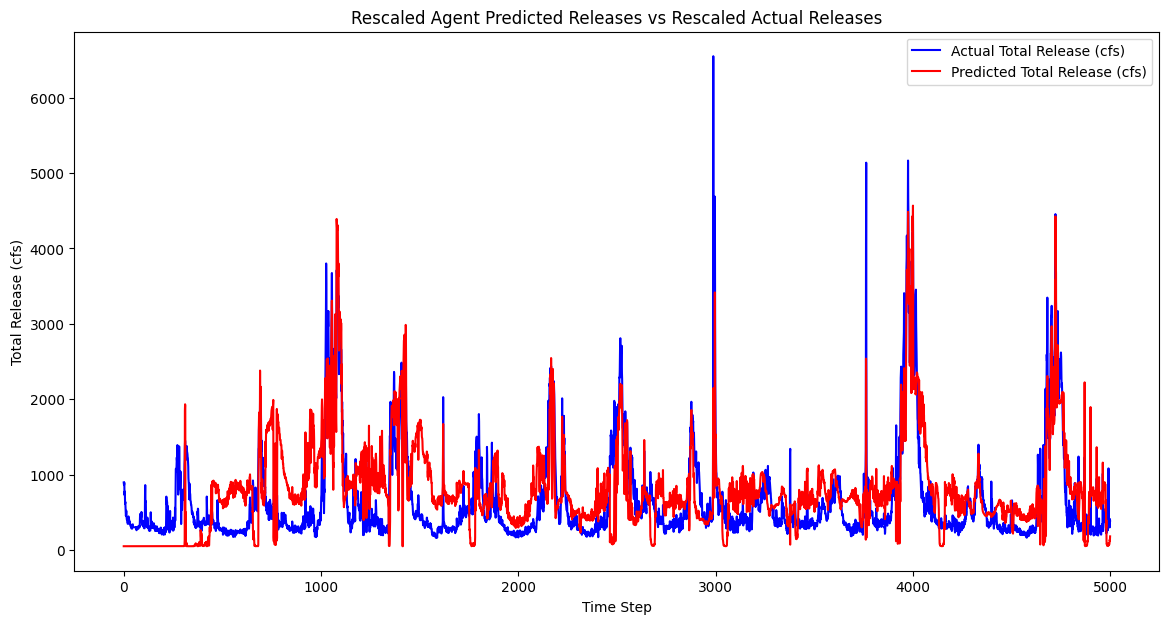 Rescaled Agent Predicted Releases vs Rescaled Actual Releases
Actual Total Release (cfs)
Predicted Total Release (cfs)
Total Release (cfs)
6000
5000
4000
3000
2000
1000
0
0 1000 2000 3000 4000 5000
Time Step